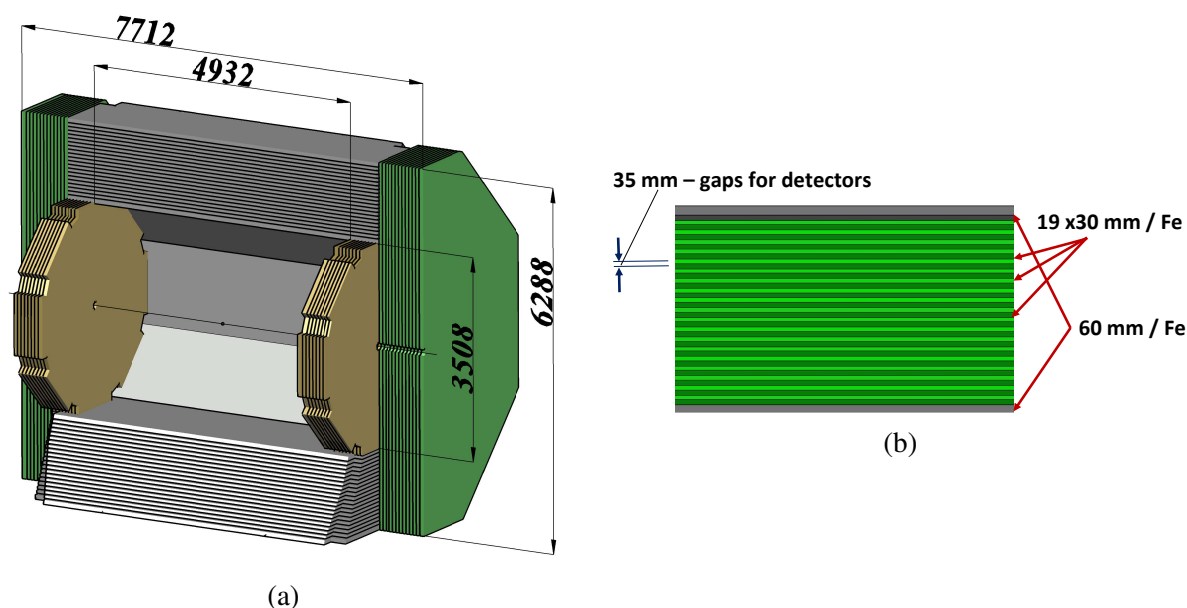 7712
4932
3508
6288
(a)
35 mm – gaps for detectors
19 x30 mm / Fe
60 mm / Fe
(b)